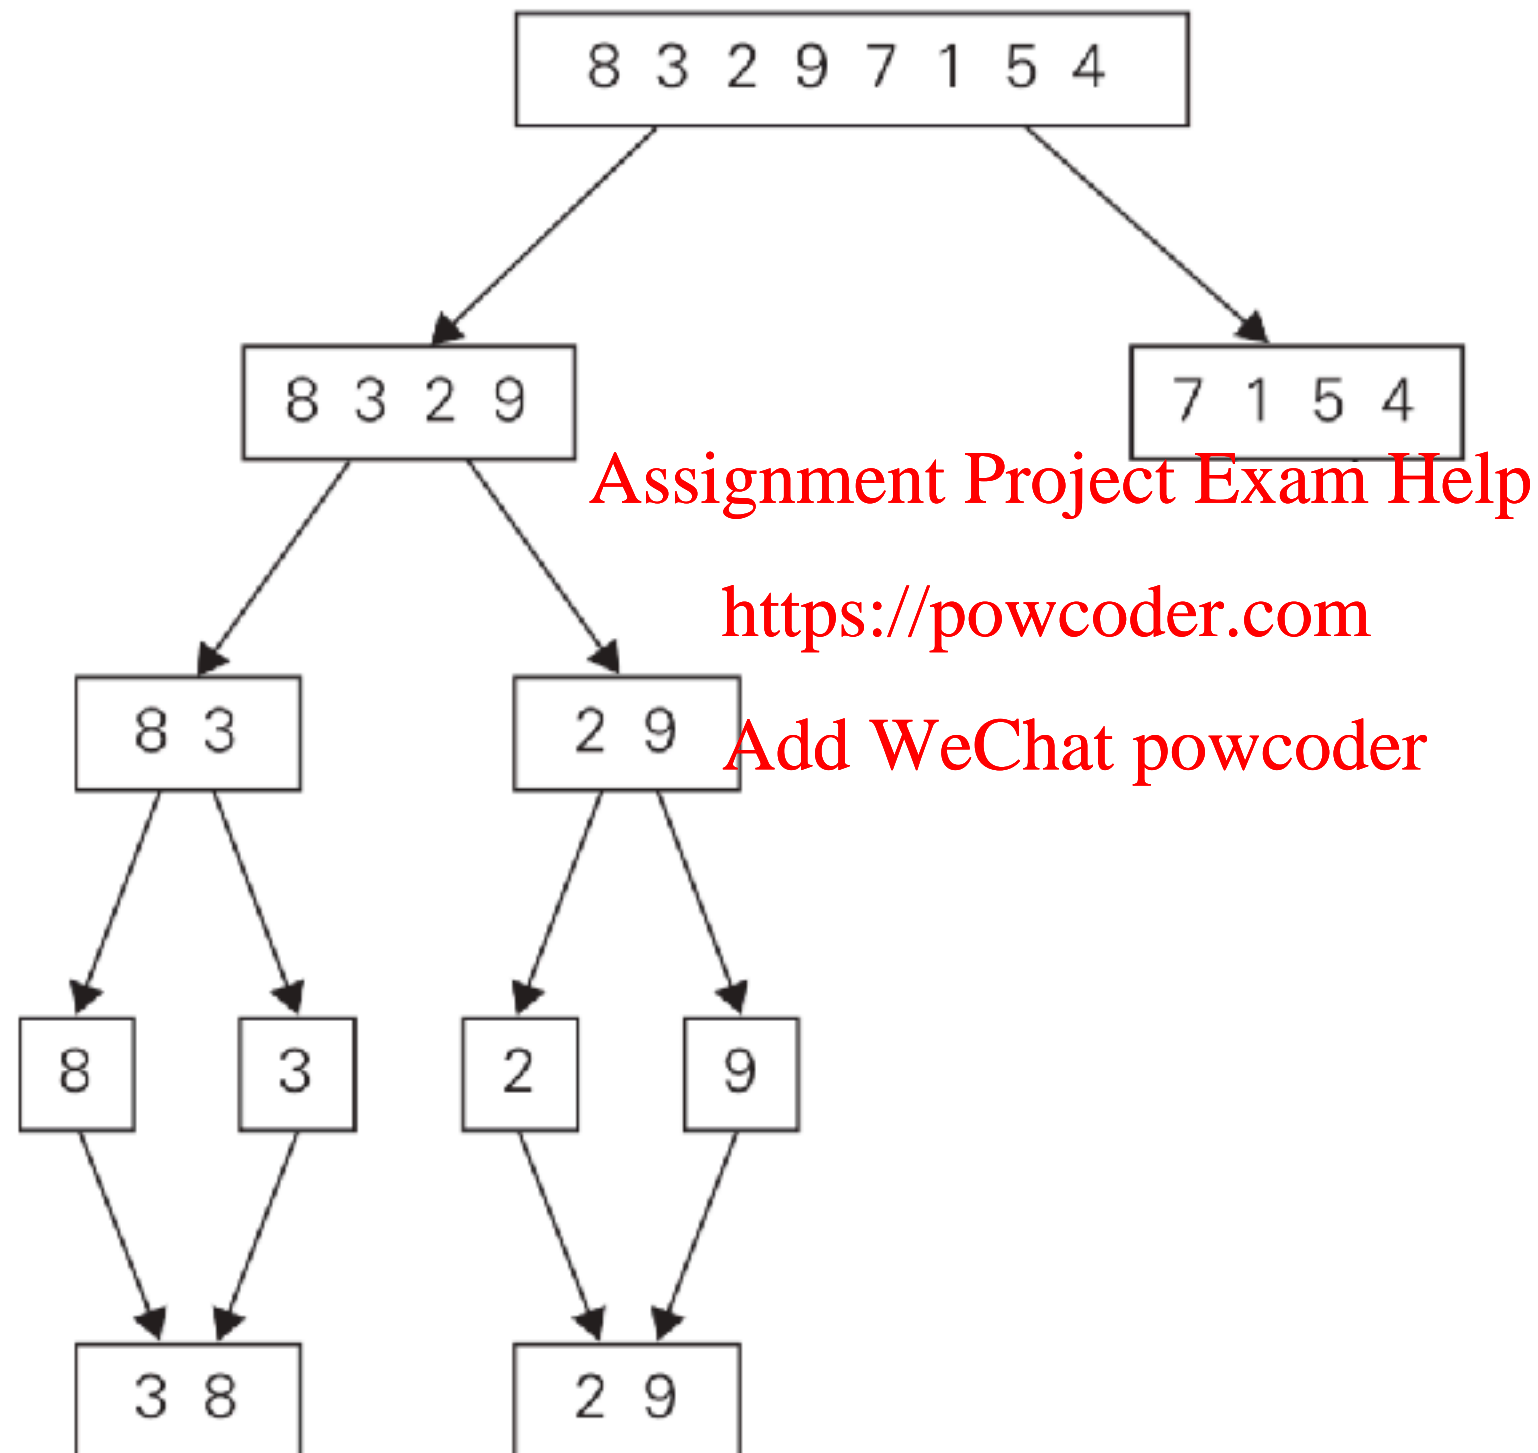 8 3 2 9 7 1 5 4
8 3 2 9
7 1 5 4
Assignment Project Exam Help
https://powcoder.com
8 3
2 9
Add WeChat powcoder
8
3
2
9
3 8
2 9